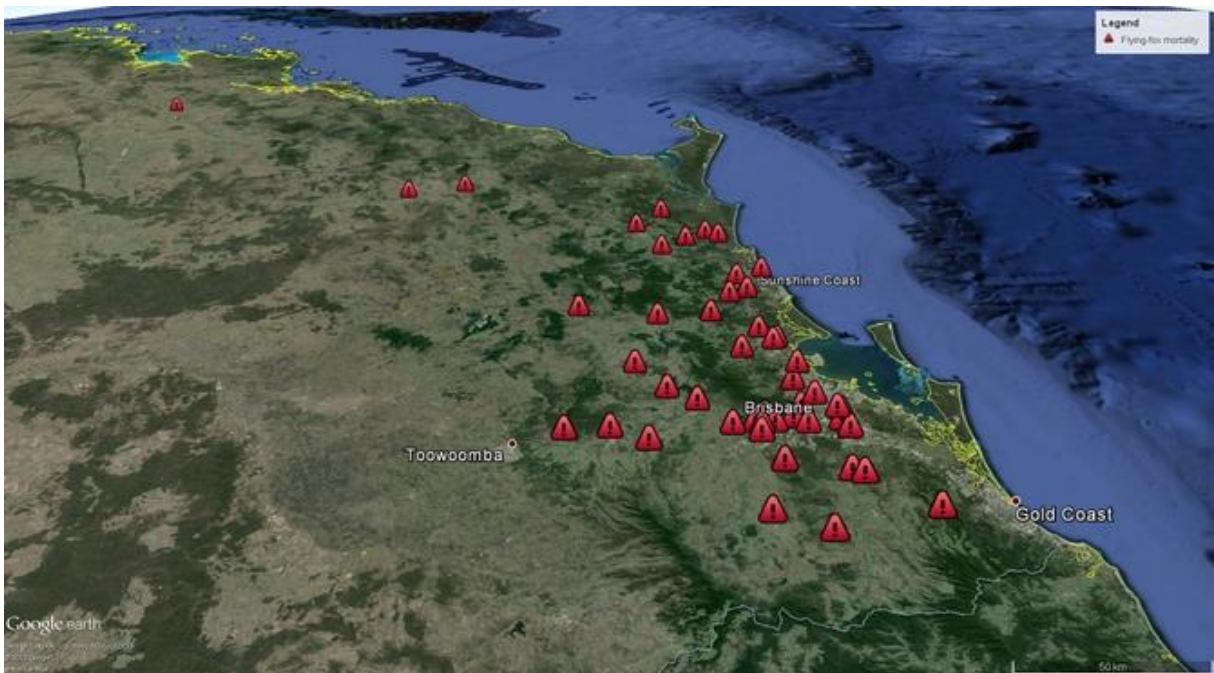 Legend
Flying-fox mortality
Sunshine Coast
Brisbane
Toowoomba
Gold Coast
Google earth
50 km